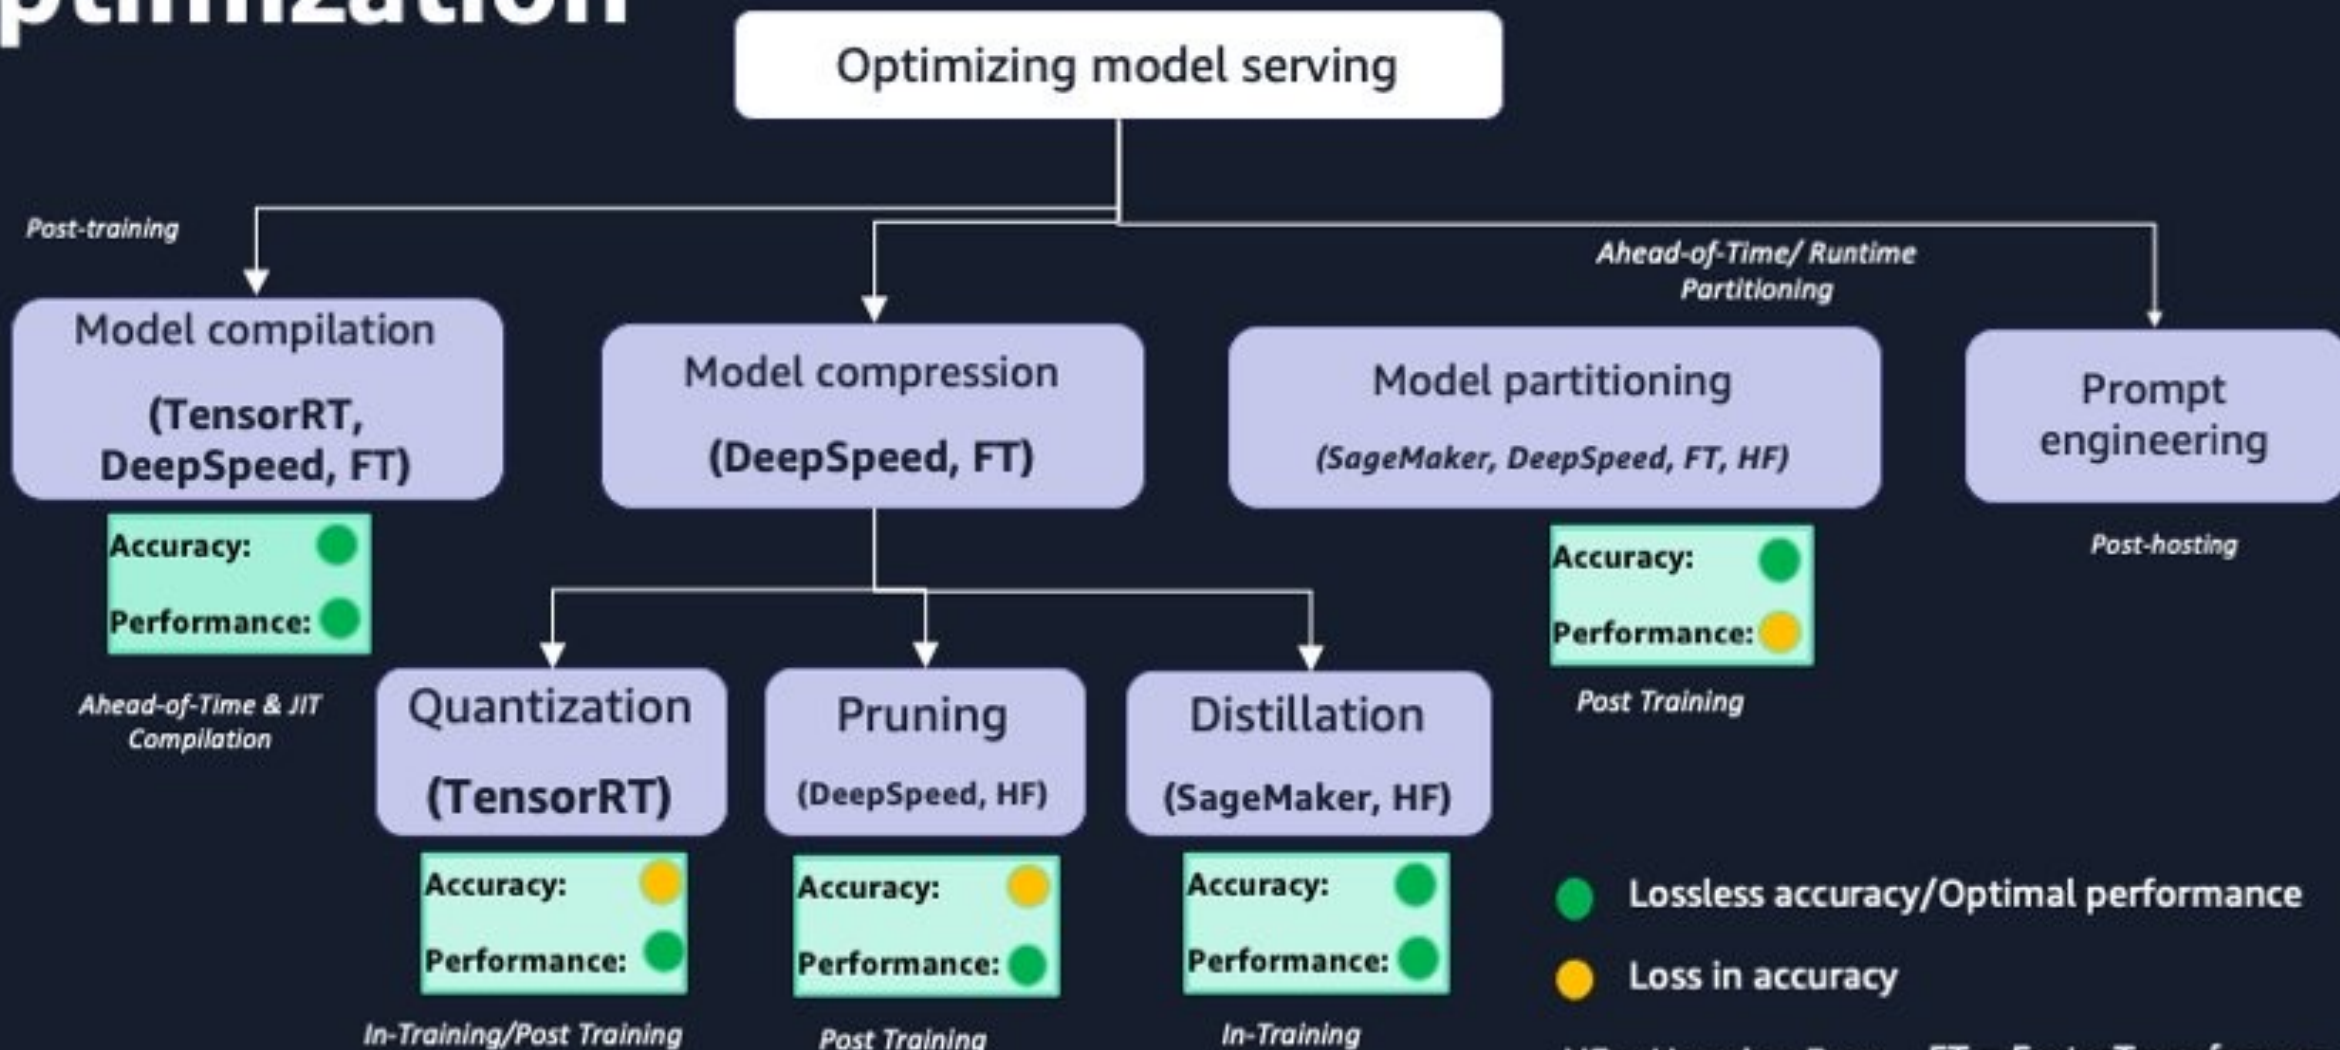 Optimizing model serving
Post-training
Ahead-of-Time/ Runtime
Partitioning
Model compilation
(TensorRT,
DeepSpeed, FT)
Model compression
(DeepSpeed, FT)
Model partitioning
(SageMaker, DeepSpeed, FT, HF)
Prompt
engineering
Accuracy:
Performance:
Accuracy:
Performance:
Post-hosting
Ahead-of-Time & JIT
Compilation
Post Training
Quantization
(TensorRT)
Pruning
(DeepSpeed, HF)
Distillation
(SageMaker, HF)
Accuracy:
Performance:
Accuracy:
Performance:
Accuracy:
Performance:
In-Training/Post Training
Post Training
In-Training
Lossless accuracy/Optimal performance
Loss in accuracy